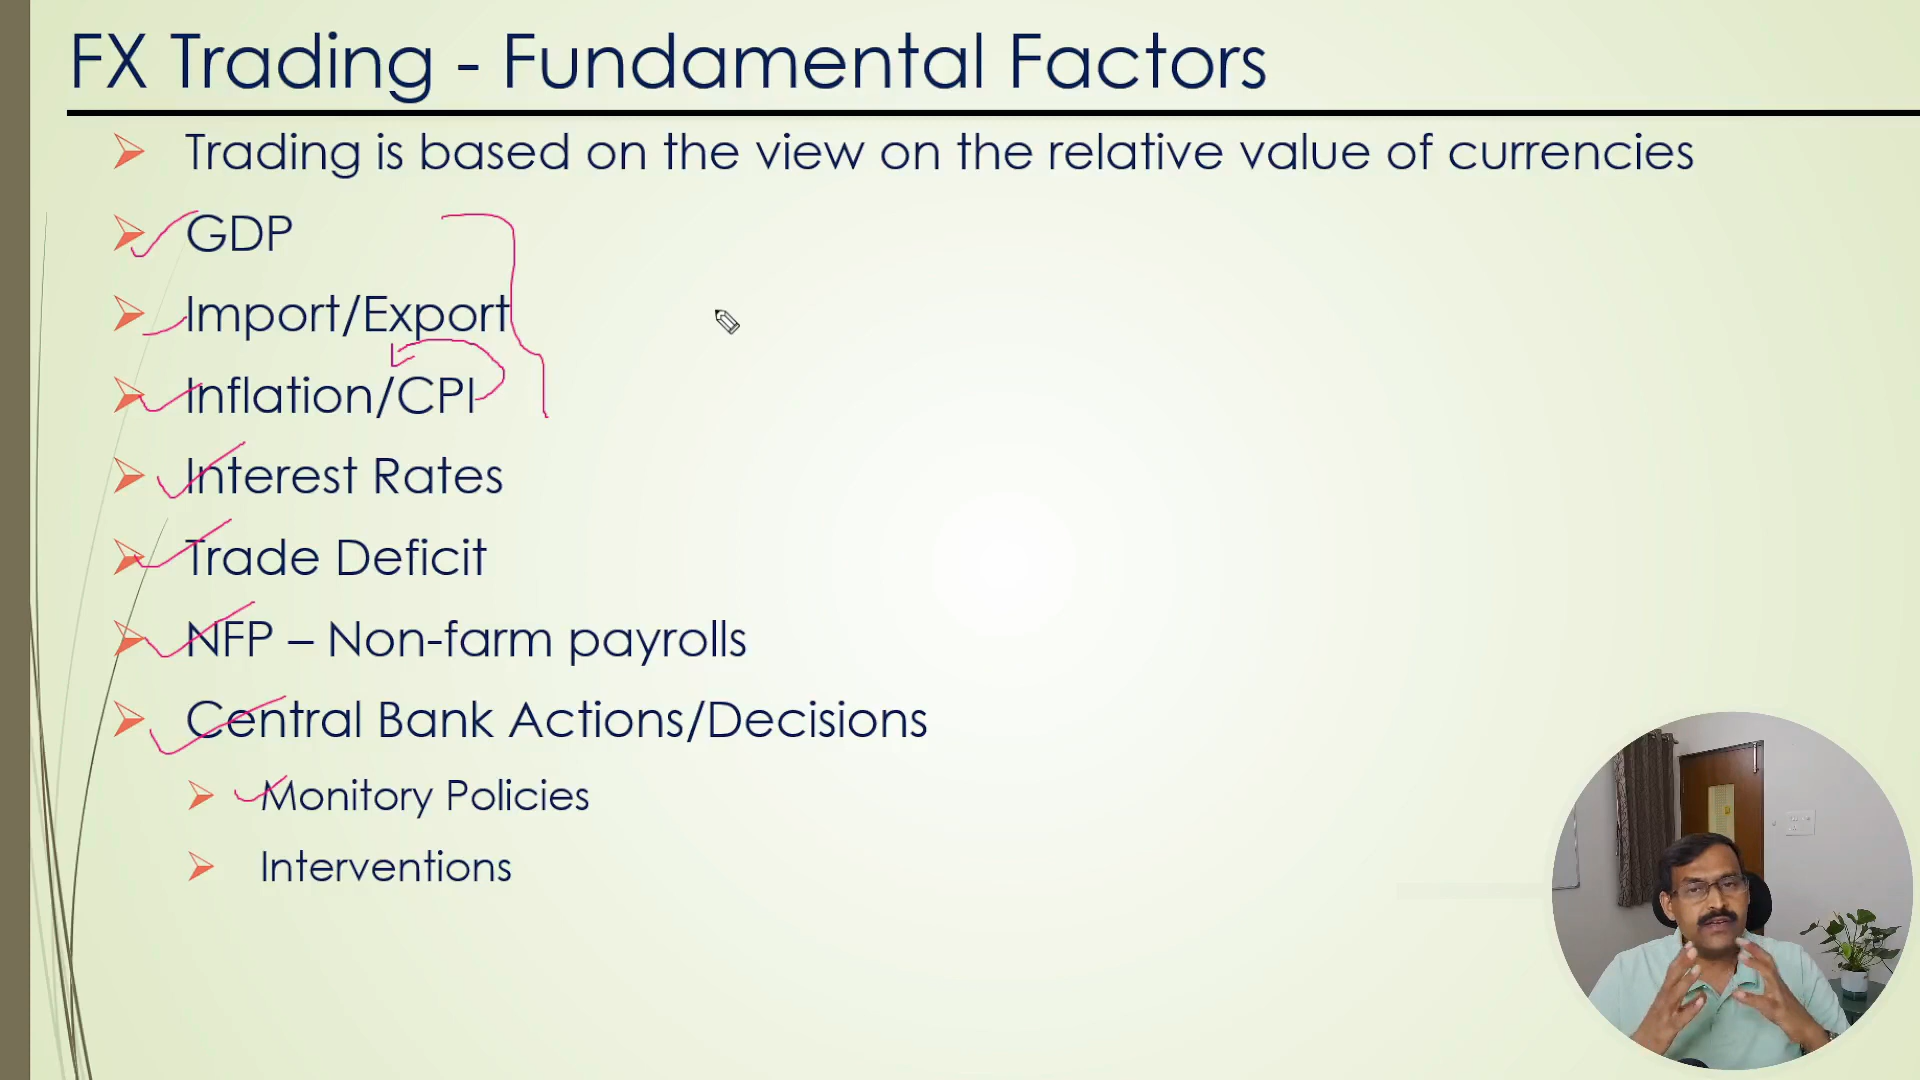 FX Trading - Fundamental Factors
Trading is based on the view on the relative value of currencies
GDP
Import/Export
Inflation/CPI
Interest Rates
Trade Deficit
NFP – Non-farm payrolls
Central Bank Actions/Decisions
Monitory Policies
Interventions